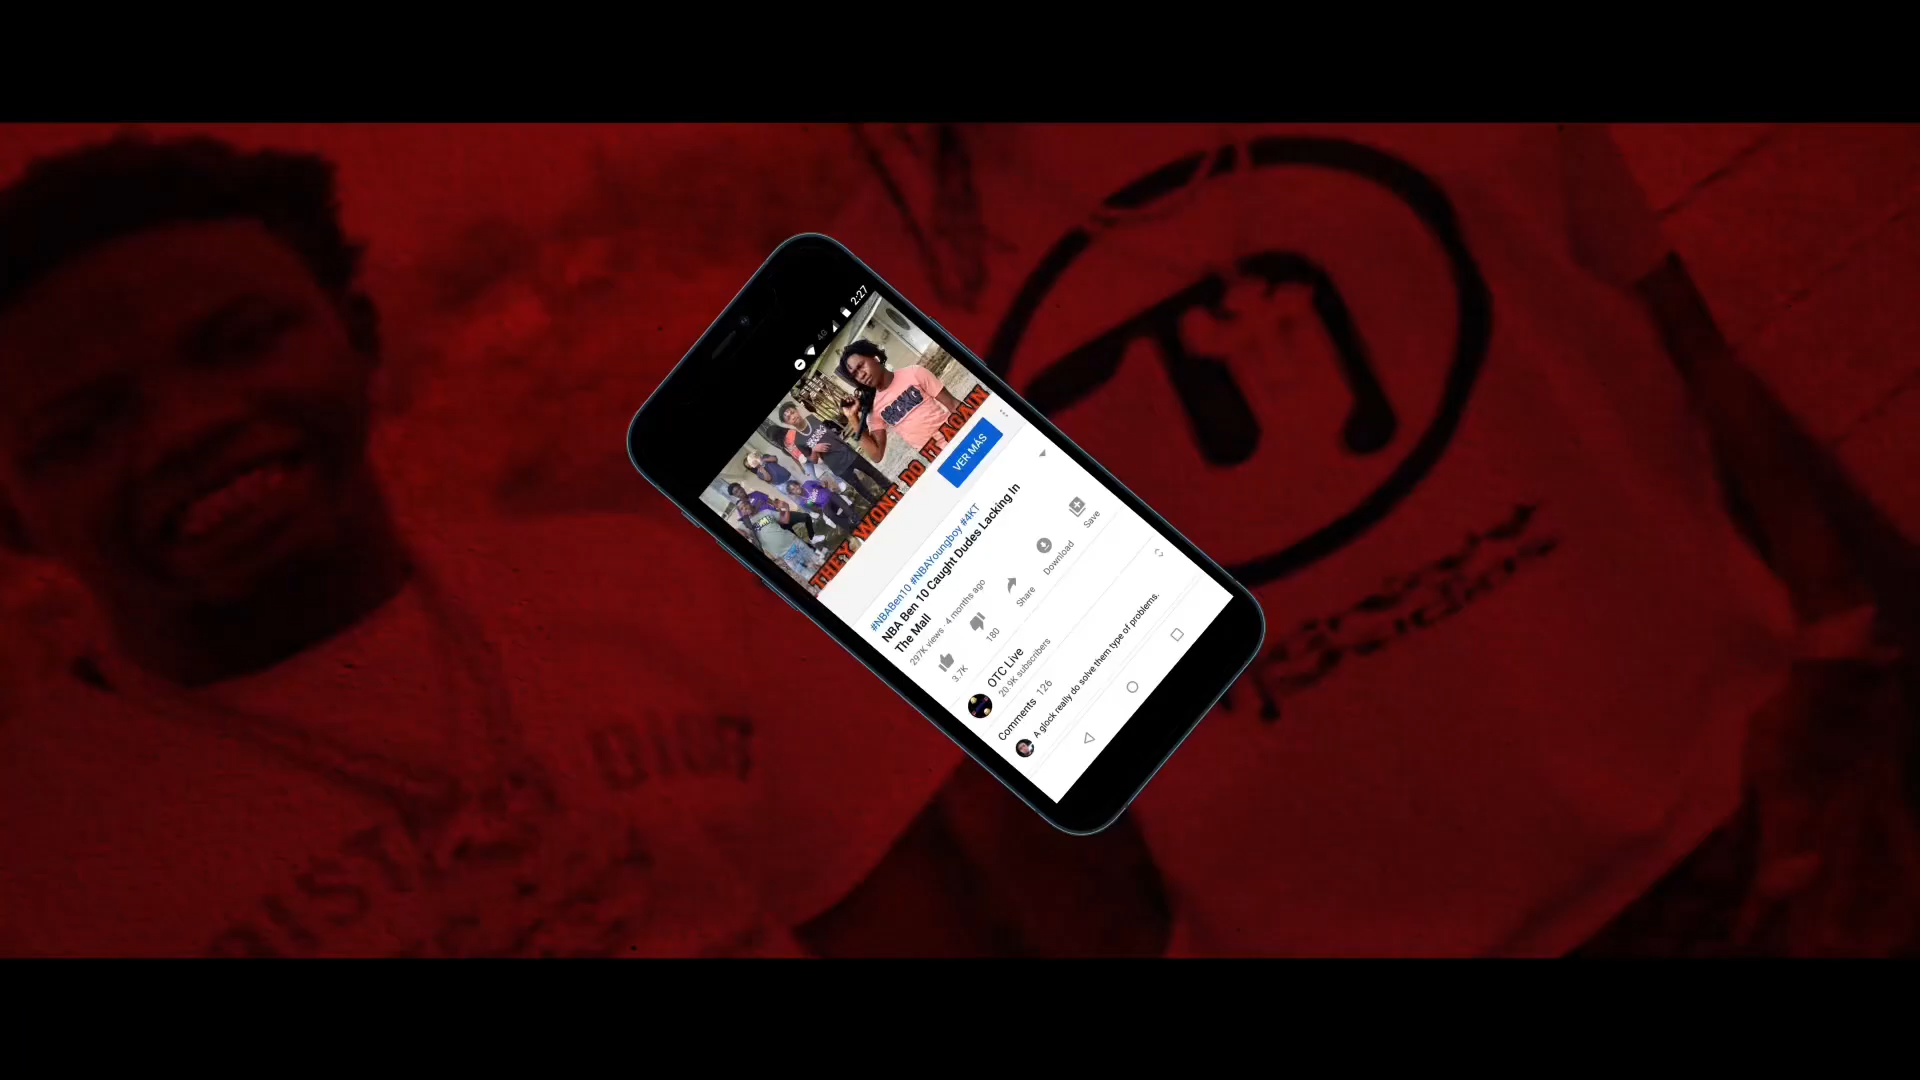 2:27
THEY WONT DO IT AGAIN
VER MÁS
#NBABen10 #NBAYoungboy #4KT
NBA Ben 10 Caught Dudes Lacking In
The Mall
297K views · 4 months ago
3.7K
180
Share
Download
Save
OTC Live
20.9K subscribers
Comments 126
A glock really do solve them type of problems.
DIOR